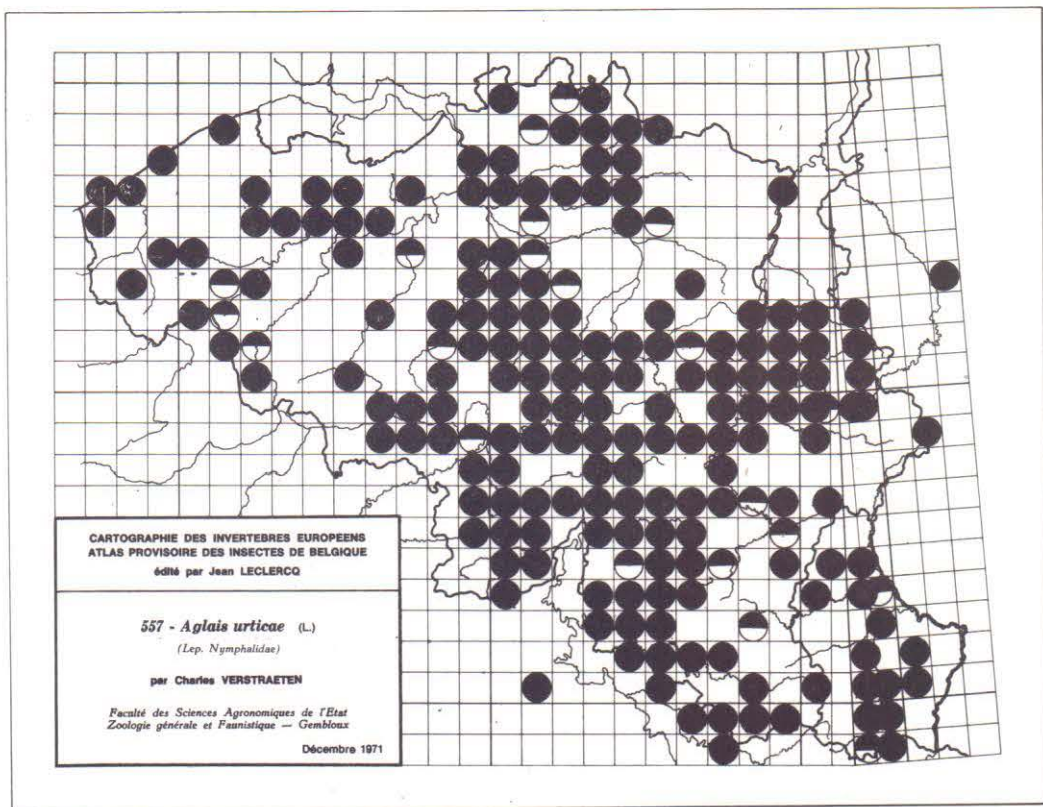 CARTOGRAPHIE DES INVERTEBRES EUROPEENS
ATLAS PROVISOIRE DES INSECTES DE BELGIQUE
édité par Jean LECLERCQ
557 - Aglais urticae (L.)
(Lep. Nymphalidae)
par Charles VERSTRAETEN
Faculté des Sciences Agronomiques de l'Etat
Zoologie générale et Faunistique — Gembloux
Décembre 1971